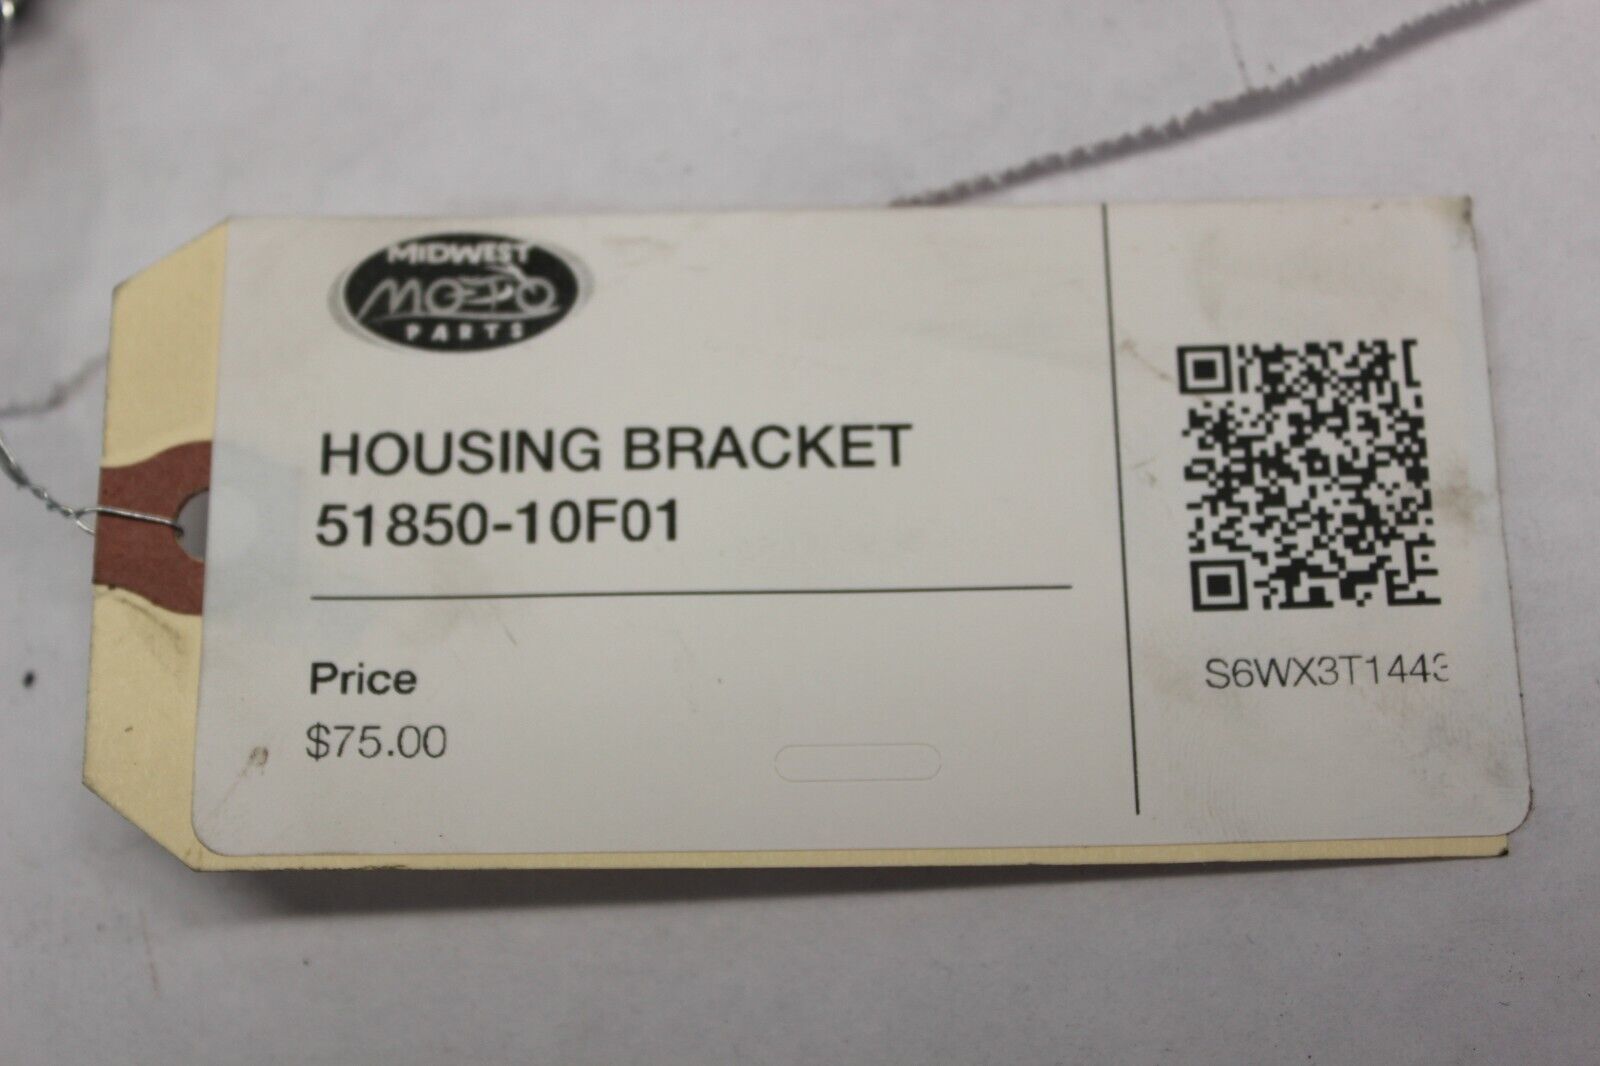 MIDWEST
MOTO
PARTS
HOUSING BRACKET
51850-10F01
Price
$75.00
S6WX3T1443